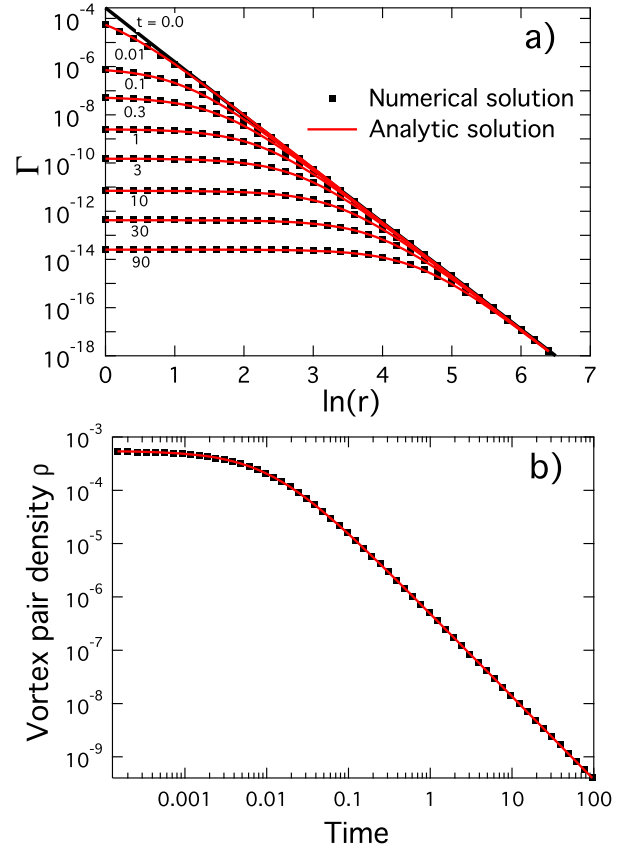 10^-4
t = 0.0
a)
0.01
10^-6
0.1
Numerical solution
10^-8
0.3
Analytic solution
1
Γ
10^-10
3
10^-12
10
30
10^-14
90
10^-16
10^-18
0 1 2 3 4 5 6 7
ln(r)
10^-3
b)
10^-4
10^-5
Vortex pair density ρ
10^-6
10^-7
10^-8
10^-9
0.001 0.01 0.1 1 10 100
Time